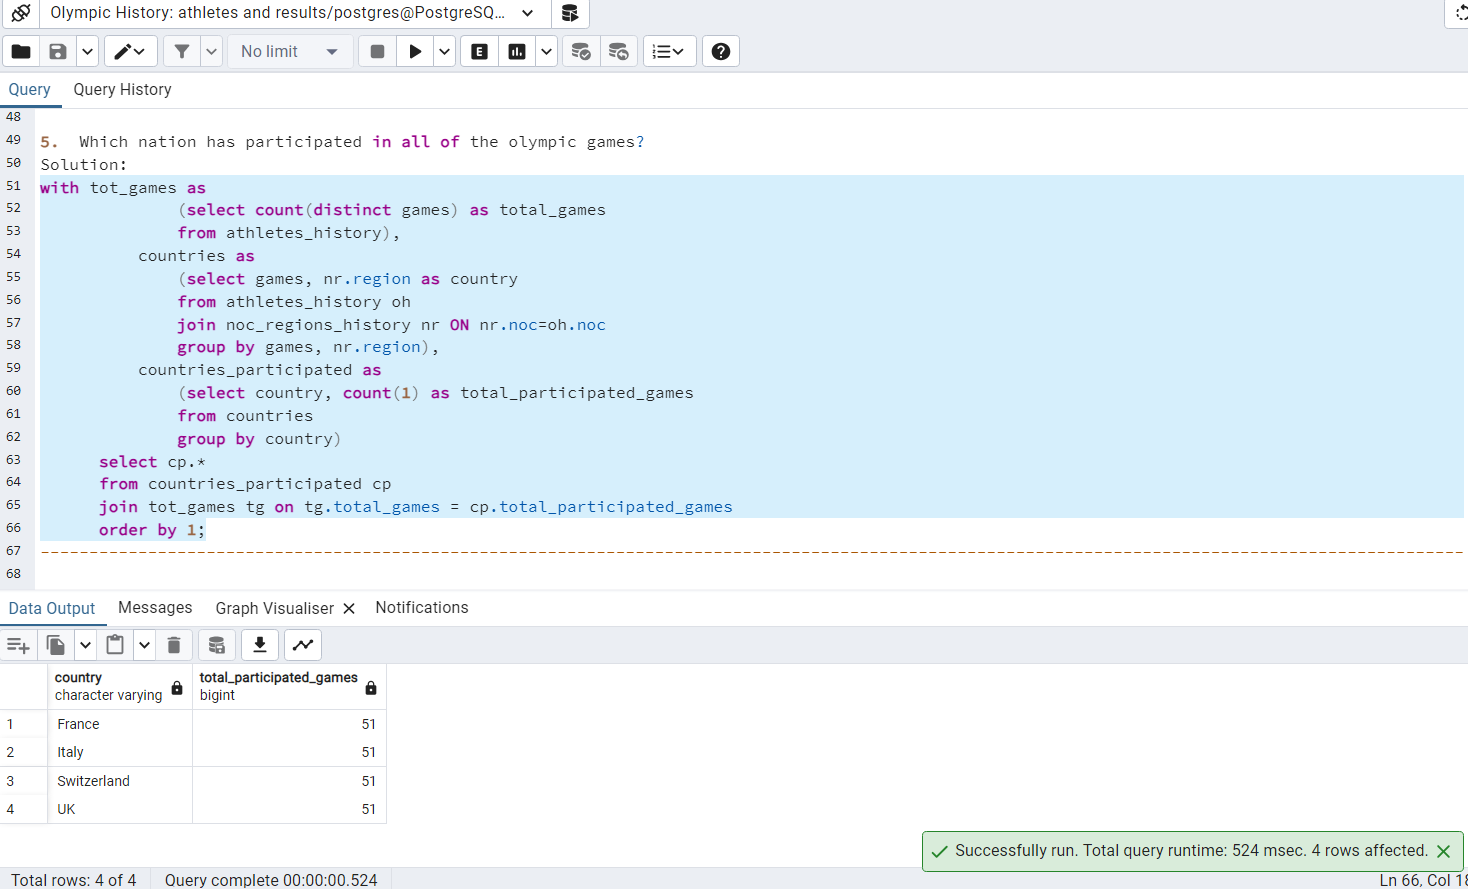 Olympic History: athletes and results/postgres@PostgreSQ...
No limit
E
Query Query History
48
49 5. Which nation has participated in all of the olympic games?
50 Solution:
51 with tot_games as
52 (select count(distinct games) as total_games
53 from athletes_history),
54 countries as
55 (select games, nr.region as country
56 from athletes_history oh
57 join noc_regions_history nr ON nr.noc=oh.noc
58 group by games, nr.region),
59 countries_participated as
60 (select country, count(1) as total_participated_games
61 from countries
62 group by country)
63 select cp.*
64 from countries_participated cp
65 join tot_games tg on tg.total_games = cp.total_participated_games
66 order by 1;
67 --------------------------------------------------------------------------------------------------------------------------------------------------
68
Data Output Messages Graph Visualiser Notifications
country total_participated_games
character varying bigint
1 France 51
2 Italy 51
3 Switzerland 51
4 UK 51
Successfully run. Total query runtime: 524 msec. 4 rows affected.
Total rows: 4 of 4 Query complete 00:00:00.524 Ln 66, Col 18